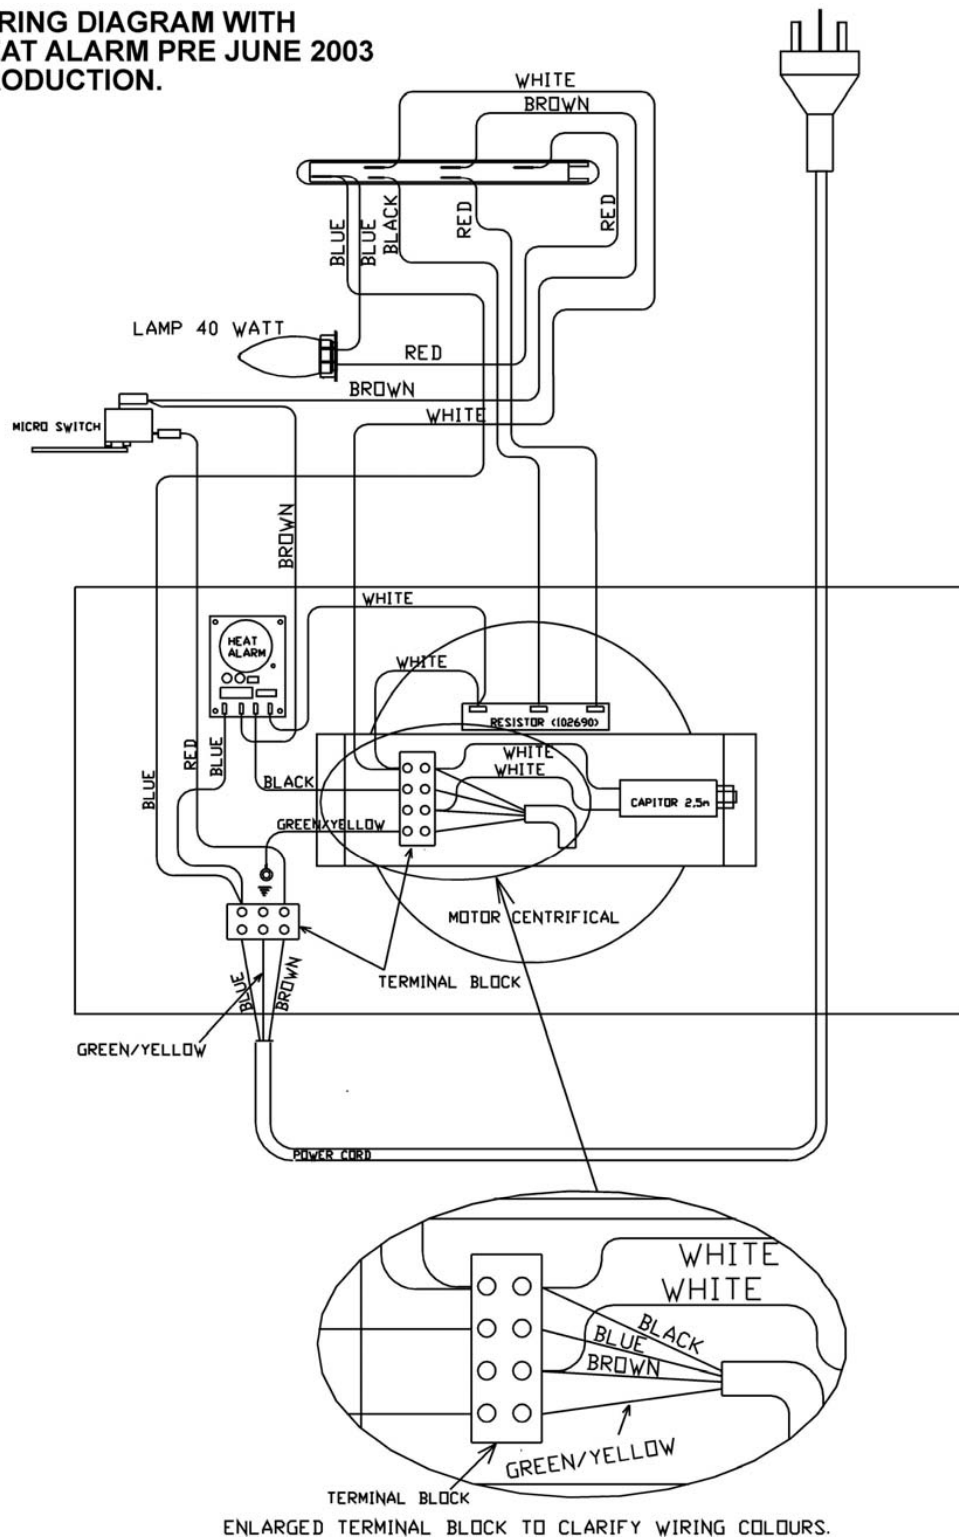 RING DIAGRAM WITH
AT ALARM PRE JUNE 2003
ODUCTION.
WHITE
BROWN
BLUE
BLUE
BLACK
RED
RED
LAMP 40 WATT
RED
BROWN
MICRO SWITCH
WHITE
BROWN
WHITE
HEAT
ALARM
WHITE
RESISTOR (102690)
WHITE
WHITE
BLUE
RED
BLUE
BLACK
CAPITOR 2,5n
GREEN/YELLOW
MOTOR CENTRIFICAL
TERMINAL BLOCK
BLUE
BROWN
GREEN/YELLOW
POWER CORD
WHITE
WHITE
BLACK
BLUE
BROWN
GREEN/YELLOW
TERMINAL BLOCK
ENLARGED TERMINAL BLOCK TO CLARIFY WIRING COLOURS.